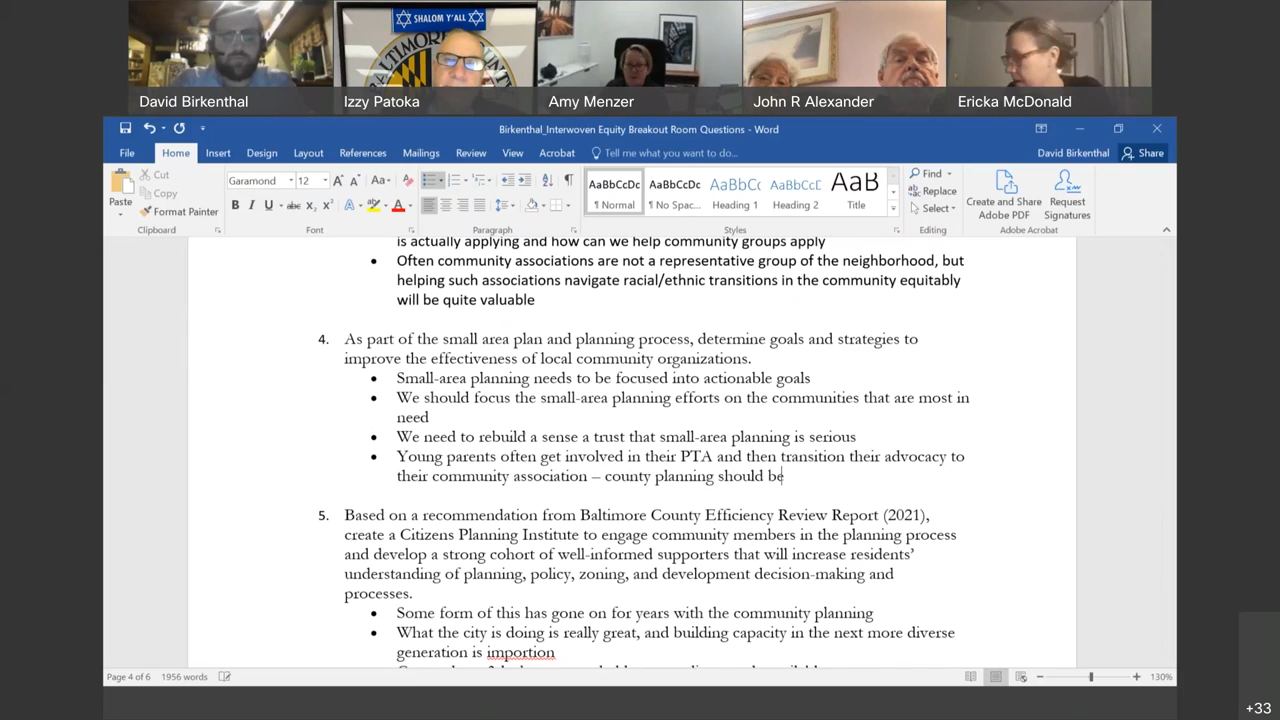 SHALOM Y'ALL
David Birkenthal
Izzy Patoka
Amy Menzer
John R Alexander
Ericka McDonald
Birkenthal_Interwoven Equity Breakout Room Questions - Word
File Home Insert Design Layout References Mailings Review View Acrobat Tell me what you want to do... David Birkenthal Share
Paste
Cut
Copy
Format Painter
Clipboard
Garamond 12
Font
Paragraph
AaBbCcDc AaBbCcDc AaBbCc AaBbCcD AaB
¶ Normal ¶ No Spac... Heading 1 Heading 2 Title
Styles
Find
Replace
Select
Editing
Create and Share
Adobe PDF
Request
Signatures
Adobe Acrobat
is actually applying and how can we help community groups apply
• Often community associations are not a representative group of the neighborhood, but
helping such associations navigate racial/ethnic transitions in the community equitably
will be quite valuable
4. As part of the small area plan and planning process, determine goals and strategies to
improve the effectiveness of local community organizations.
• Small-area planning needs to be focused into actionable goals
• We should focus the small-area planning efforts on the communities that are most in
need
• We need to rebuild a sense a trust that small-area planning is serious
• Young parents often get involved in their PTA and then transition their advocacy to
their community association – county planning should be
5. Based on a recommendation from Baltimore County Efficiency Review Report (2021),
create a Citizens Planning Institute to engage community members in the planning process
and develop a strong cohort of well-informed supporters that will increase residents'
understanding of planning, policy, zoning, and development decision-making and
processes.
• Some form of this has gone on for years with the community planning
• What the city is doing is really great, and building capacity in the next more diverse
generation is importion
Page 4 of 6 1956 words
130%
+33